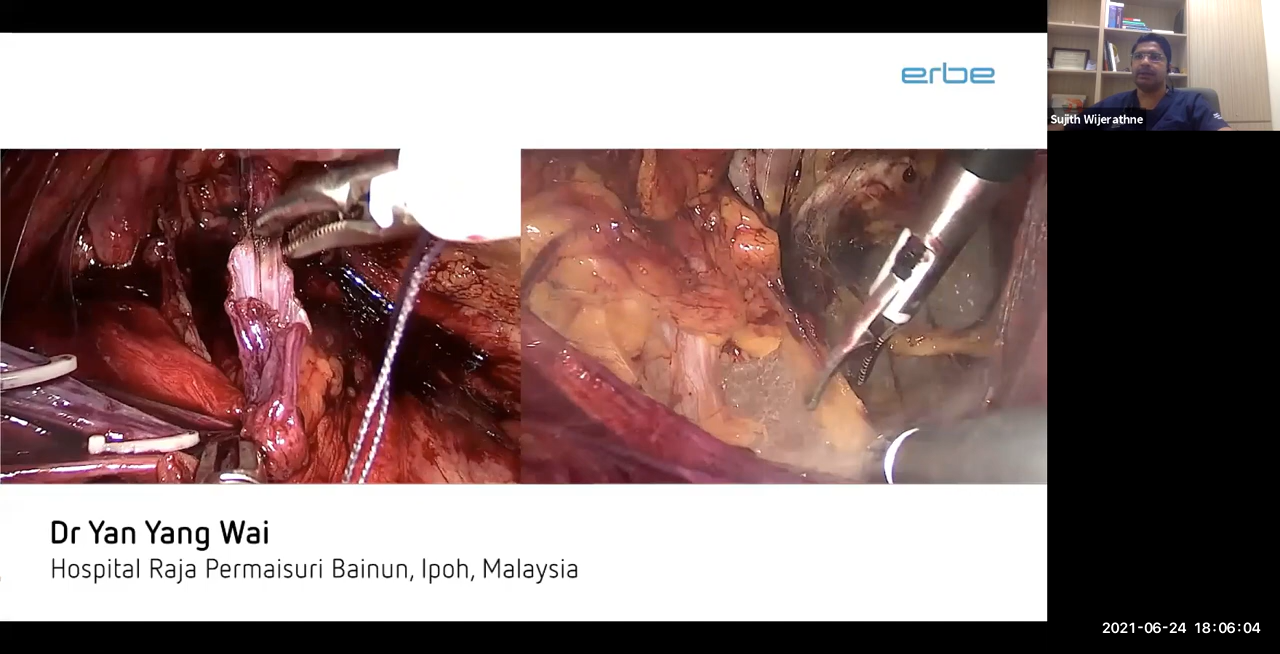 erbe
Sujith Wijerathne
Dr Yan Yang Wai
Hospital Raja Permaisuri Bainun, Ipoh, Malaysia
2021-06-24 18:06:04